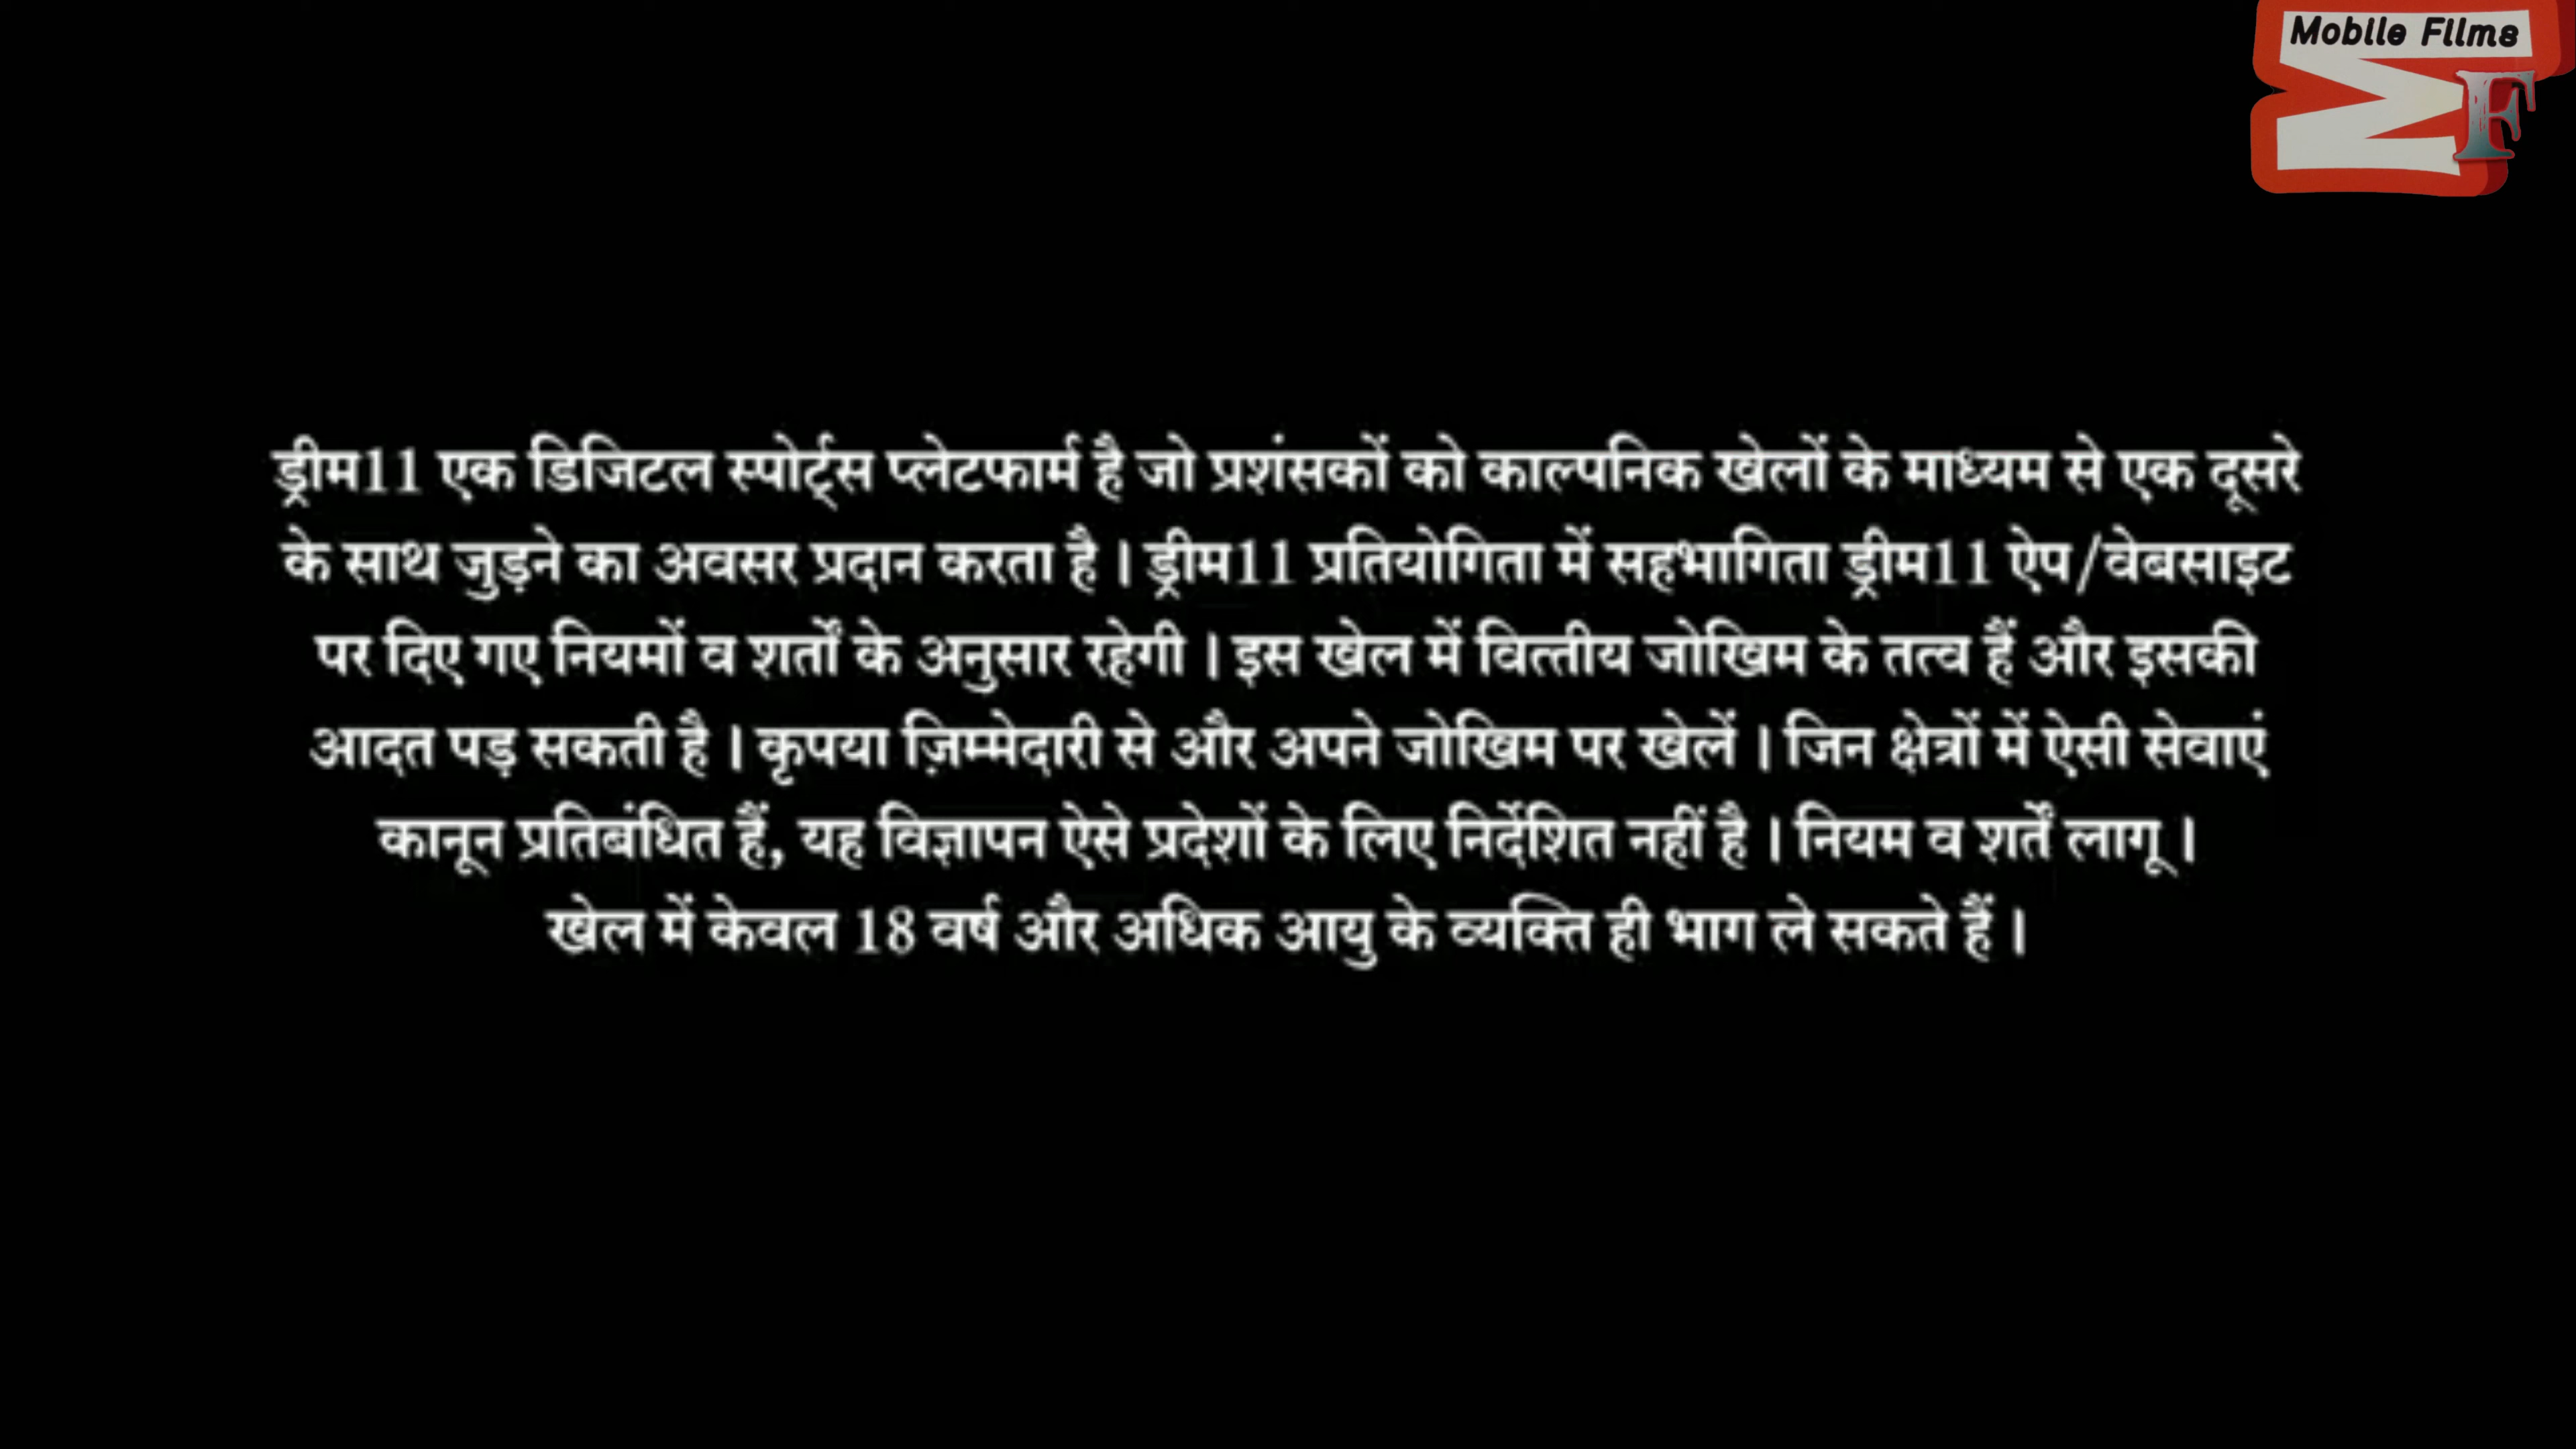 Mobile Films
MF
ड्रीम11 एक डिजिटल स्पोर्ट्स प्लेटफार्म है जो प्रशंसकों को काल्पनिक खेलों के माध्यम से एक दूसरे
के साथ जुड़ने का अवसर प्रदान करता है । ड्रीम11 प्रतियोगिता में सहभागिता ड्रीम11 ऐप/वेबसाइट
पर दिए गए नियमों व शर्तों के अनुसार रहेगी । इस खेल में वित्तीय जोखिम के तत्व हैं और इसकी
आदत पड़ सकती है । कृपया ज़िम्मेदारी से और अपने जोखिम पर खेलें । जिन क्षेत्रों में ऐसी सेवाएं
कानून प्रतिबंधित हैं, यह विज्ञापन ऐसे प्रदेशों के लिए निर्देशित नहीं है । नियम व शर्तें लागू ।
खेल में केवल 18 वर्ष और अधिक आयु के व्यक्ति ही भाग ले सकते हैं ।